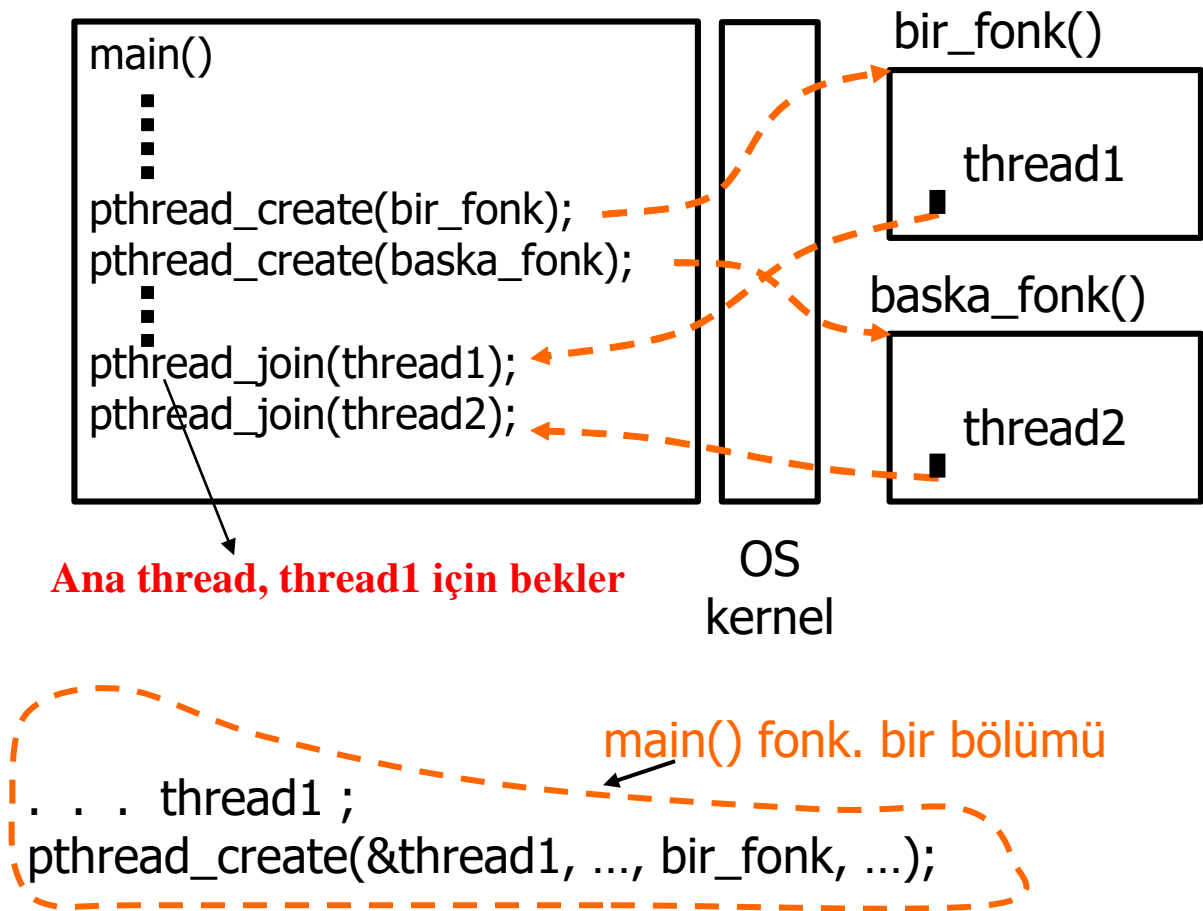 main()
pthread_create(bir_fonk);
pthread_create(baska_fonk);
pthread_join(thread1);
pthread_join(thread2);
bir_fonk()
thread1
baska_fonk()
thread2
OS
kernel
Ana thread, thread1 için bekler
main() fonk. bir bölümü
. . . thread1 ;
pthread_create(&thread1, …, bir_fonk, …);